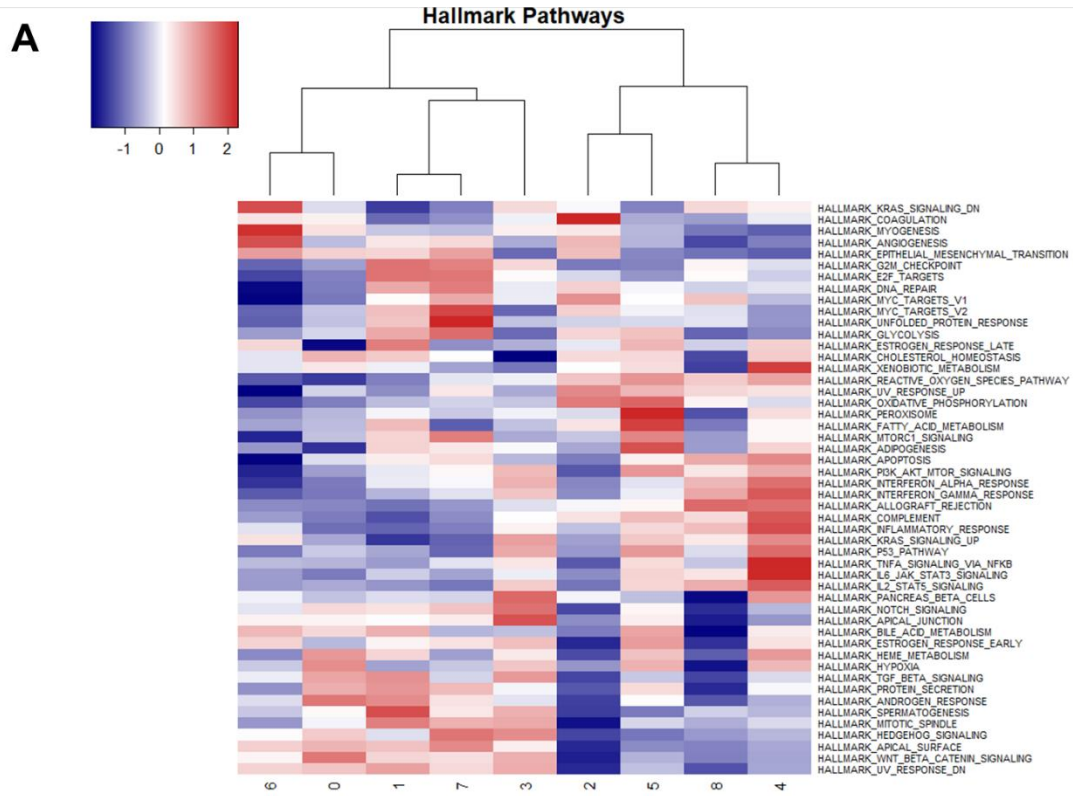 A
Hallmark Pathways
-1 0 1 2
HALLMARK_KRAS_SIGNALING_DN
HALLMARK_COAGULATION
HALLMARK_MYOGENESIS
HALLMARK_ANGIOGENESIS
HALLMARK_EPITHELIAL_MESENCHYMAL_TRANSITION
HALLMARK_G2M_CHECKPOINT
HALLMARK_E2F_TARGETS
HALLMARK_DNA_REPAIR
HALLMARK_MYC_TARGETS_V1
HALLMARK_MYC_TARGETS_V2
HALLMARK_UNFOLDED_PROTEIN_RESPONSE
HALLMARK_GLYCOLYSIS
HALLMARK_ESTROGEN_RESPONSE_LATE
HALLMARK_CHOLESTEROL_HOMEOSTASIS
HALLMARK_XENOBIOTIC_METABOLISM
HALLMARK_REACTIVE_OXYGEN_SPECIES_PATHWAY
HALLMARK_UV_RESPONSE_UP
HALLMARK_OXIDATIVE_PHOSPHORYLATION
HALLMARK_PEROXISOME
HALLMARK_FATTY_ACID_METABOLISM
HALLMARK_MTORC1_SIGNALING
HALLMARK_ADIPOGENESIS
HALLMARK_APOPTOSIS
HALLMARK_PI3K_AKT_MTOR_SIGNALING
HALLMARK_INTERFERON_ALPHA_RESPONSE
HALLMARK_INTERFERON_GAMMA_RESPONSE
HALLMARK_ALLOGRAFT_REJECTION
HALLMARK_COMPLEMENT
HALLMARK_INFLAMMATORY_RESPONSE
HALLMARK_KRAS_SIGNALING_UP
HALLMARK_P53_PATHWAY
HALLMARK_TNFA_SIGNALING_VIA_NFKB
HALLMARK_IL6_JAK_STAT3_SIGNALING
HALLMARK_IL2_STAT5_SIGNALING
HALLMARK_PANCREAS_BETA_CELLS
HALLMARK_NOTCH_SIGNALING
HALLMARK_APICAL_JUNCTION
HALLMARK_BILE_ACID_METABOLISM
HALLMARK_ESTROGEN_RESPONSE_EARLY
HALLMARK_HEME_METABOLISM
HALLMARK_HYPOXIA
HALLMARK_TGF_BETA_SIGNALING
HALLMARK_PROTEIN_SECRETION
HALLMARK_ANDROGEN_RESPONSE
HALLMARK_SPERMATOGENESIS
HALLMARK_MITOTIC_SPINDLE
HALLMARK_HEDGEHOG_SIGNALING
HALLMARK_APICAL_SURFACE
HALLMARK_WNT_BETA_CATENIN_SIGNALING
HALLMARK_UV_RESPONSE_DN
6 0 1 7 3 2 5 8 4